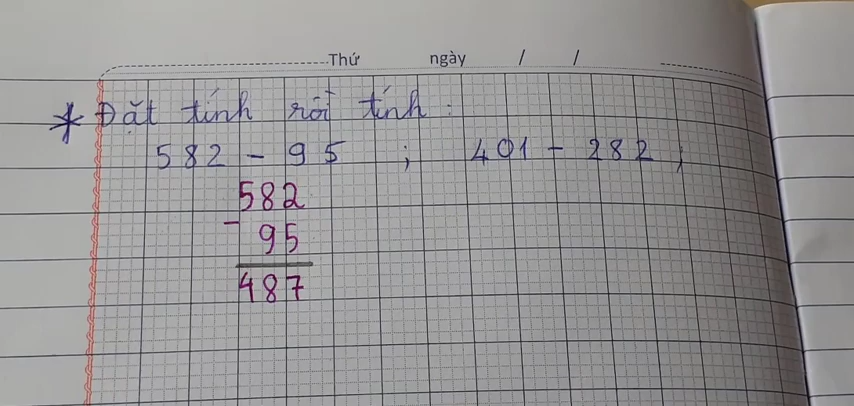 Thứ ngày / /
* Đặt tính rồi tính:
582 - 95 ; 401 - 282 ;
582
- 95
487